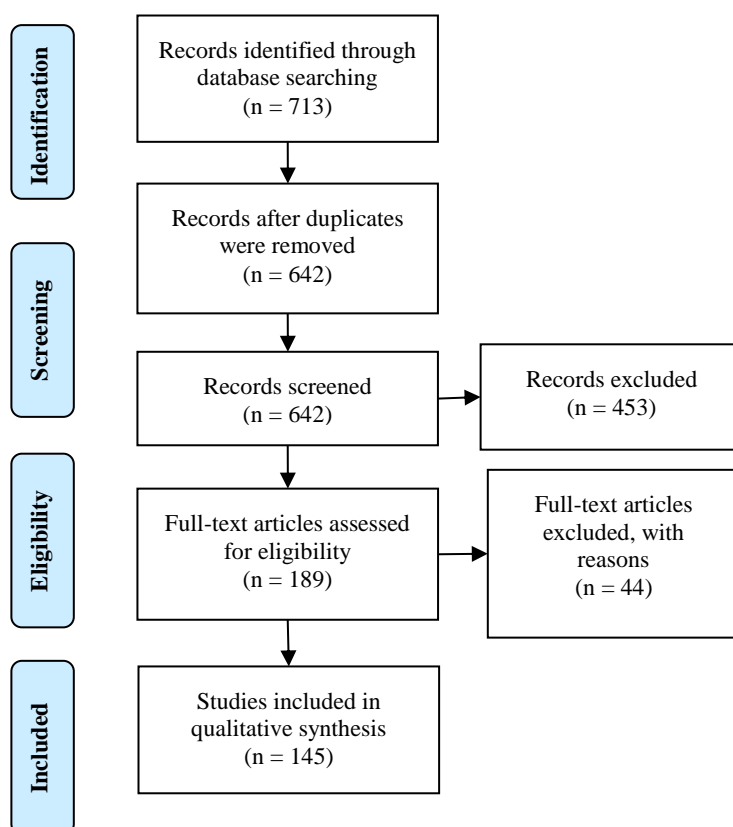 Identification
Records identified through
database searching
(n = 713)
Records after duplicates
were removed
(n = 642)
Screening
Records screened
(n = 642)
Records excluded
(n = 453)
Eligibility
Full-text articles assessed
for eligibility
(n = 189)
Full-text articles
excluded, with
reasons
(n = 44)
Included
Studies included in
qualitative synthesis
(n = 145)